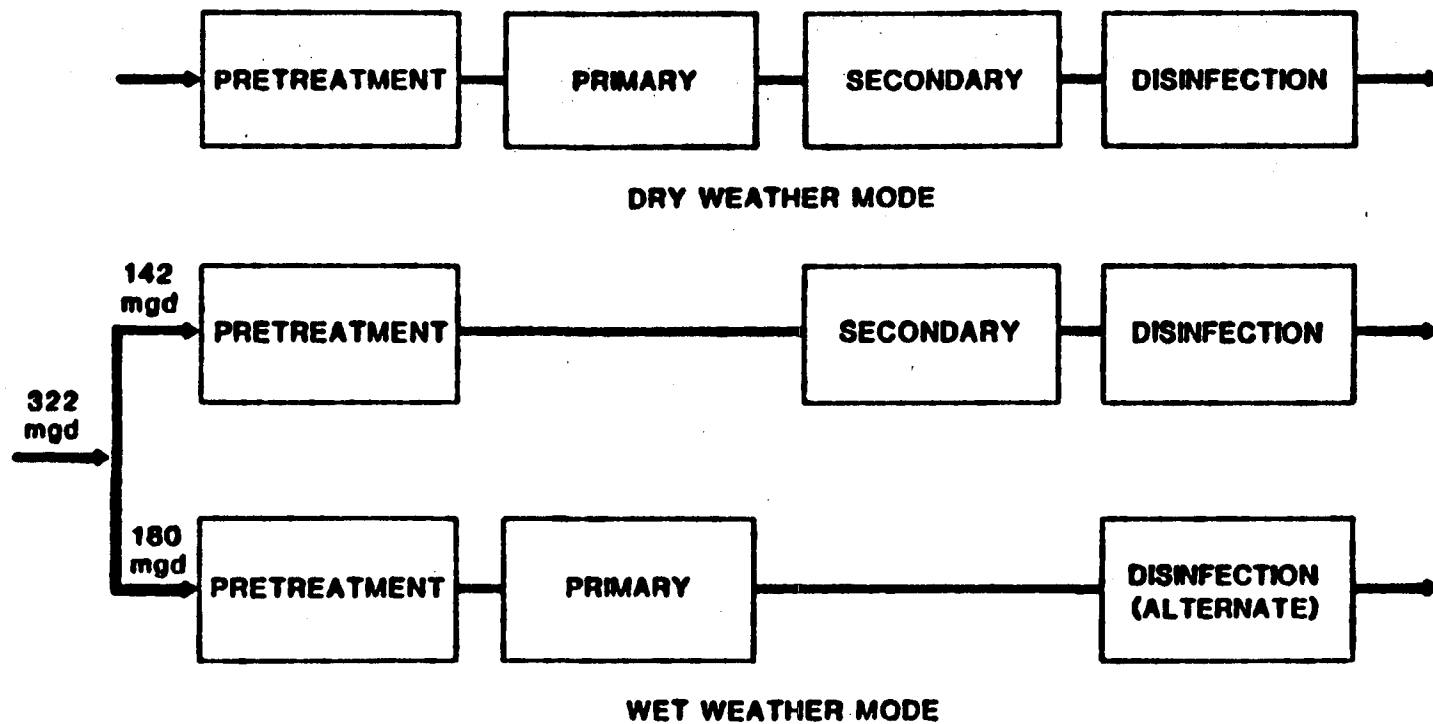 PRETREATMENT
PRIMARY
SECONDARY
DISINFECTION
DRY WEATHER MODE
142
mgd
PRETREATMENT
SECONDARY
DISINFECTION
322
mgd
180
mgd
PRETREATMENT
PRIMARY
DISINFECTION
(ALTERNATE)
WET WEATHER MODE